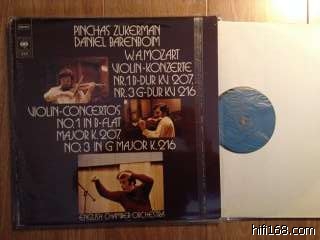 PINCHAS ZUKERMAN
DANIEL BARENBOIM
W.A.MOZART
VIOLIN-KONZERTE
NR.1 B-DUR KV 207,
NR.3 G-DUR KV 216
VIOLIN-CONCERTOS
NO.1 IN B-FLAT
MAJOR K.207,
NO.3 IN G MAJOR K.216
ENGLISH CHAMBER ORCHESTRA
CBS
hifi168.com